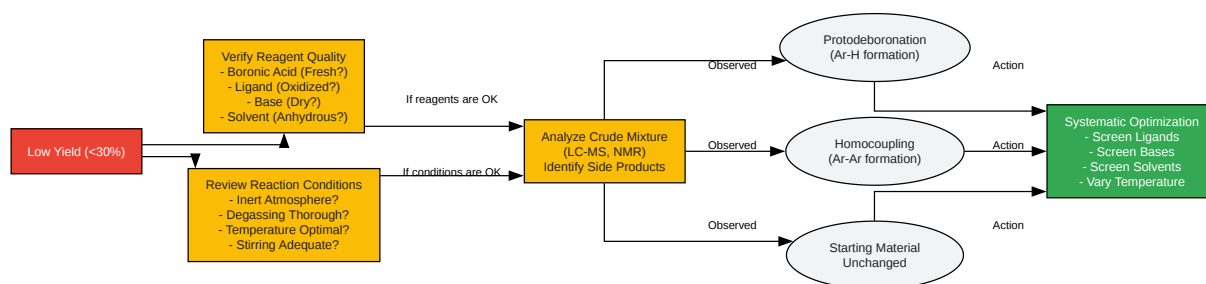 Low Yield (<30%)
Verify Reagent Quality
- Boronic Acid (Fresh?)
- Ligand (Oxidized?)
- Base (Dry?)
- Solvent (Anhydrous?)
Review Reaction Conditions
- Inert Atmosphere?
- Degassing Thorough?
- Temperature Optimal?
- Stirring Adequate?
If reagents are OK
If conditions are OK
Analyze Crude Mixture
(LC-MS, NMR)
Identify Side Products
Observed
Observed
Observed
Protodeboronation
(Ar-H formation)
Homocoupling
(Ar-Ar formation)
Starting Material
Unchanged
Action
Action
Action
Systematic Optimization
- Screen Ligands
- Screen Bases
- Screen Solvents
- Vary Temperature